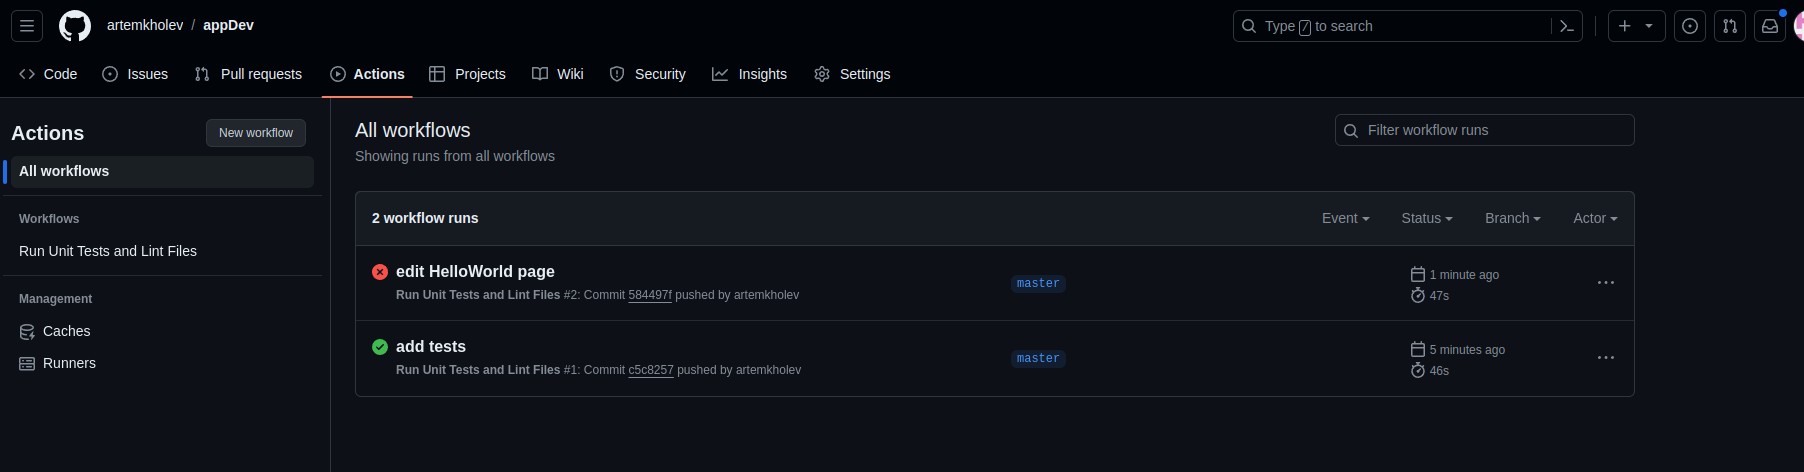 artemkholev / appDev
Type / to search
Code Issues Pull requests Actions Projects Wiki Security Insights Settings
Actions
New workflow
All workflows
Workflows
Run Unit Tests and Lint Files
Management
Caches
Runners
All workflows
Showing runs from all workflows
Filter workflow runs
2 workflow runs
Event Status Branch Actor
edit HelloWorld page
Run Unit Tests and Lint Files #2: Commit 584497f pushed by artemkholev
master
1 minute ago
47s
add tests
Run Unit Tests and Lint Files #1: Commit c5c8257 pushed by artemkholev
master
5 minutes ago
46s